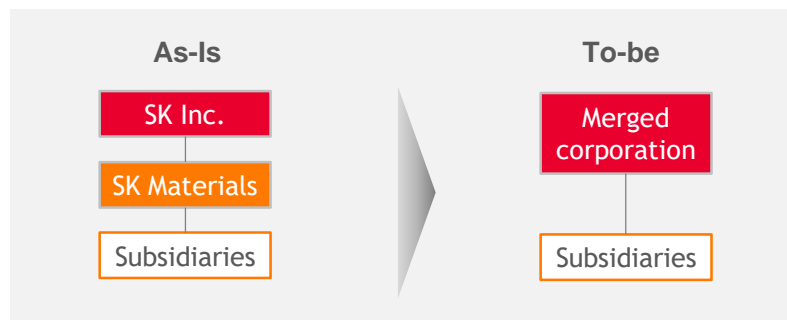 As-Is
SK Inc.
SK Materials
Subsidiaries
To-be
Merged
corporation
Subsidiaries